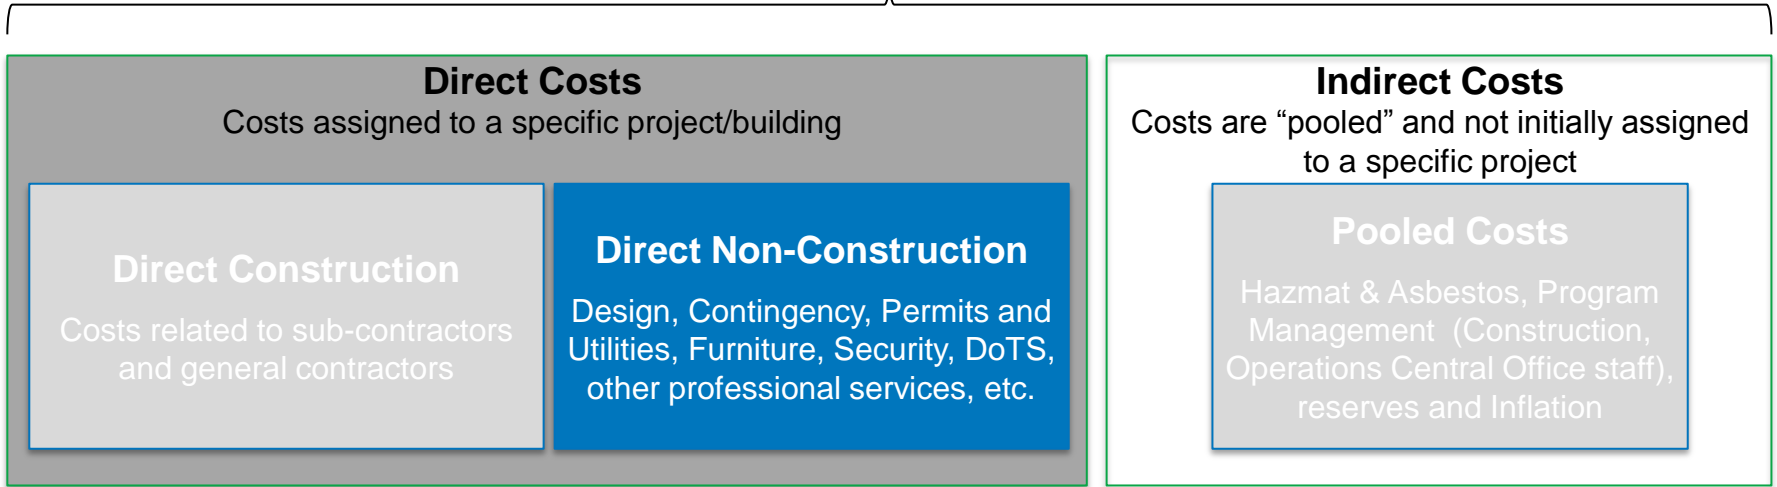 Direct Costs
Costs assigned to a specific project/building
Direct Construction
Costs related to sub-contractors
and general contractors
Direct Non-Construction
Design, Contingency, Permits and
Utilities, Furniture, Security, DoTS,
other professional services, etc.
Indirect Costs
Costs are “pooled” and not initially assigned
to a specific project
Pooled Costs
Hazmat & Asbestos, Program
Management (Construction,
Operations Central Office staff),
reserves and Inflation